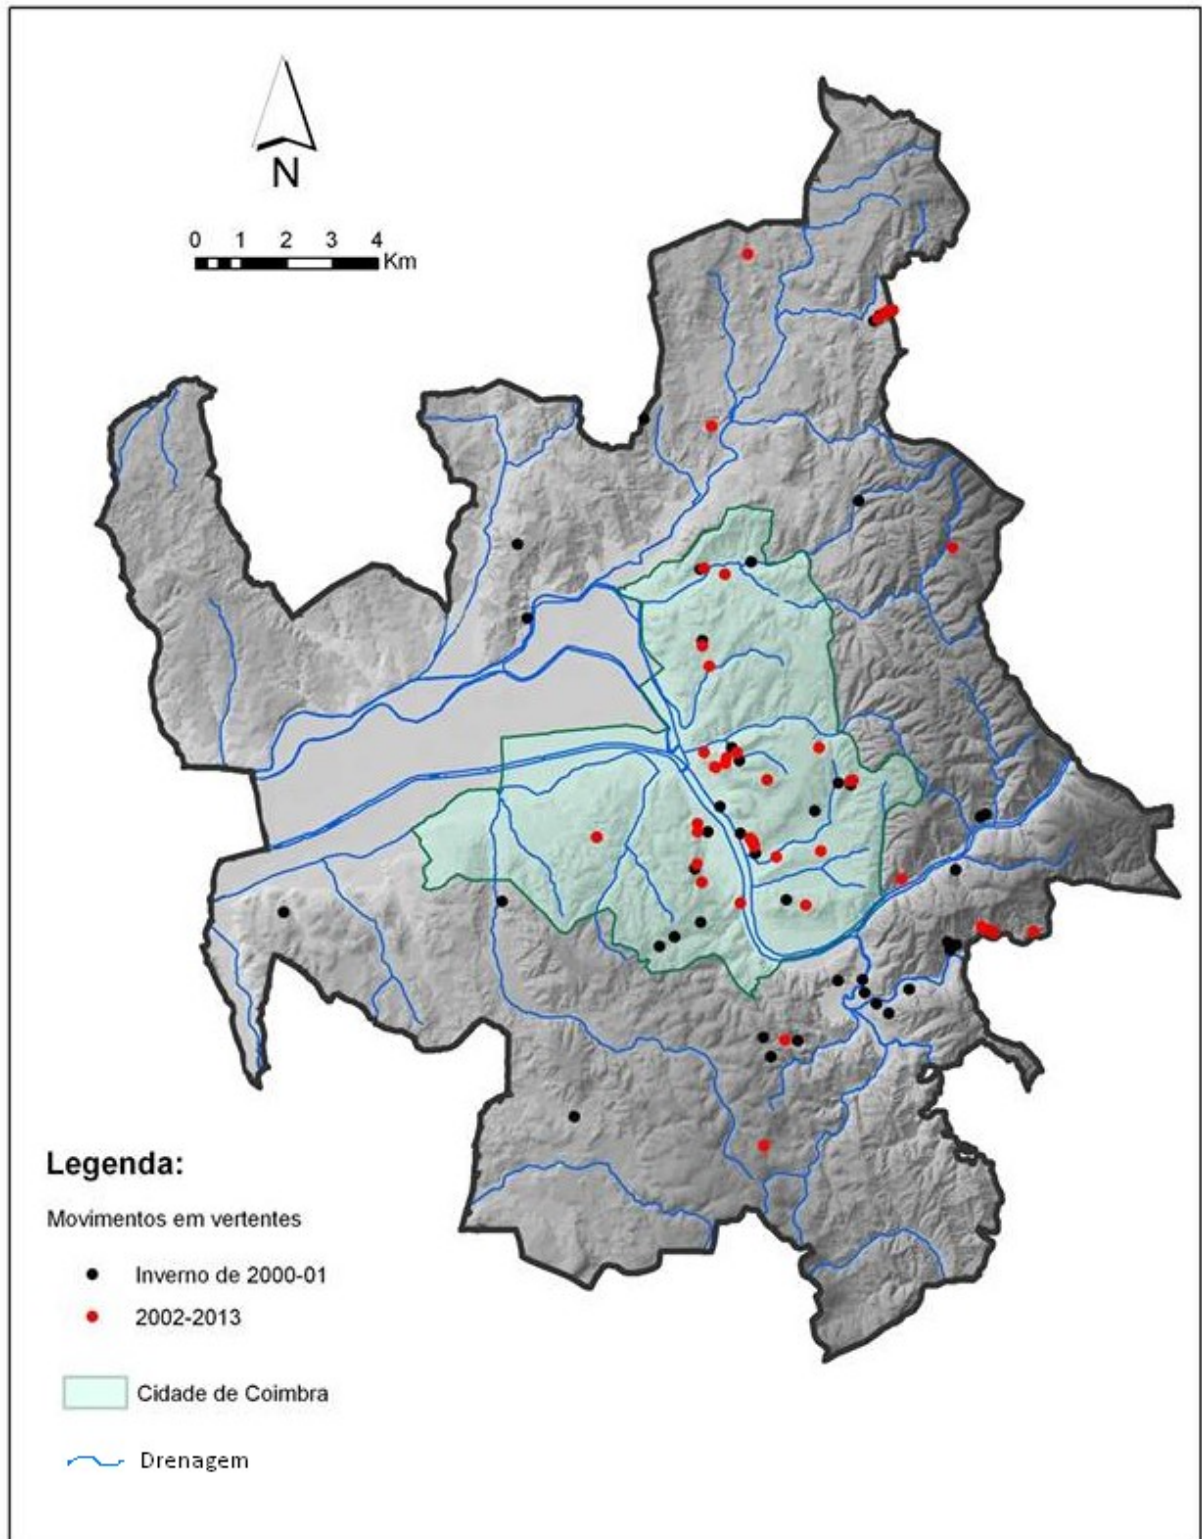 N
0 1 2 3 4
Km
Legenda:
Movimentos em vertentes
Inverno de 2000-01
2002-2013
Cidade de Coimbra
Drenagem